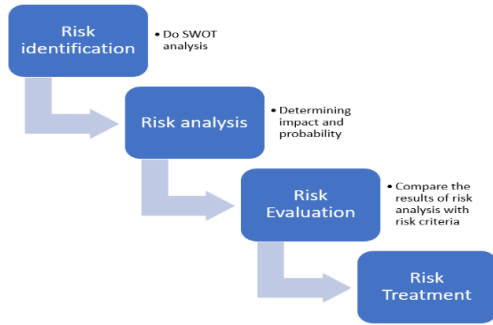 Risk
identification
• Do SWOT
analysis
Risk analysis
• Determining
impact and
probability
Risk
Evaluation
• Compare the
results of risk
analysis with
risk criteria
Risk
Treatment